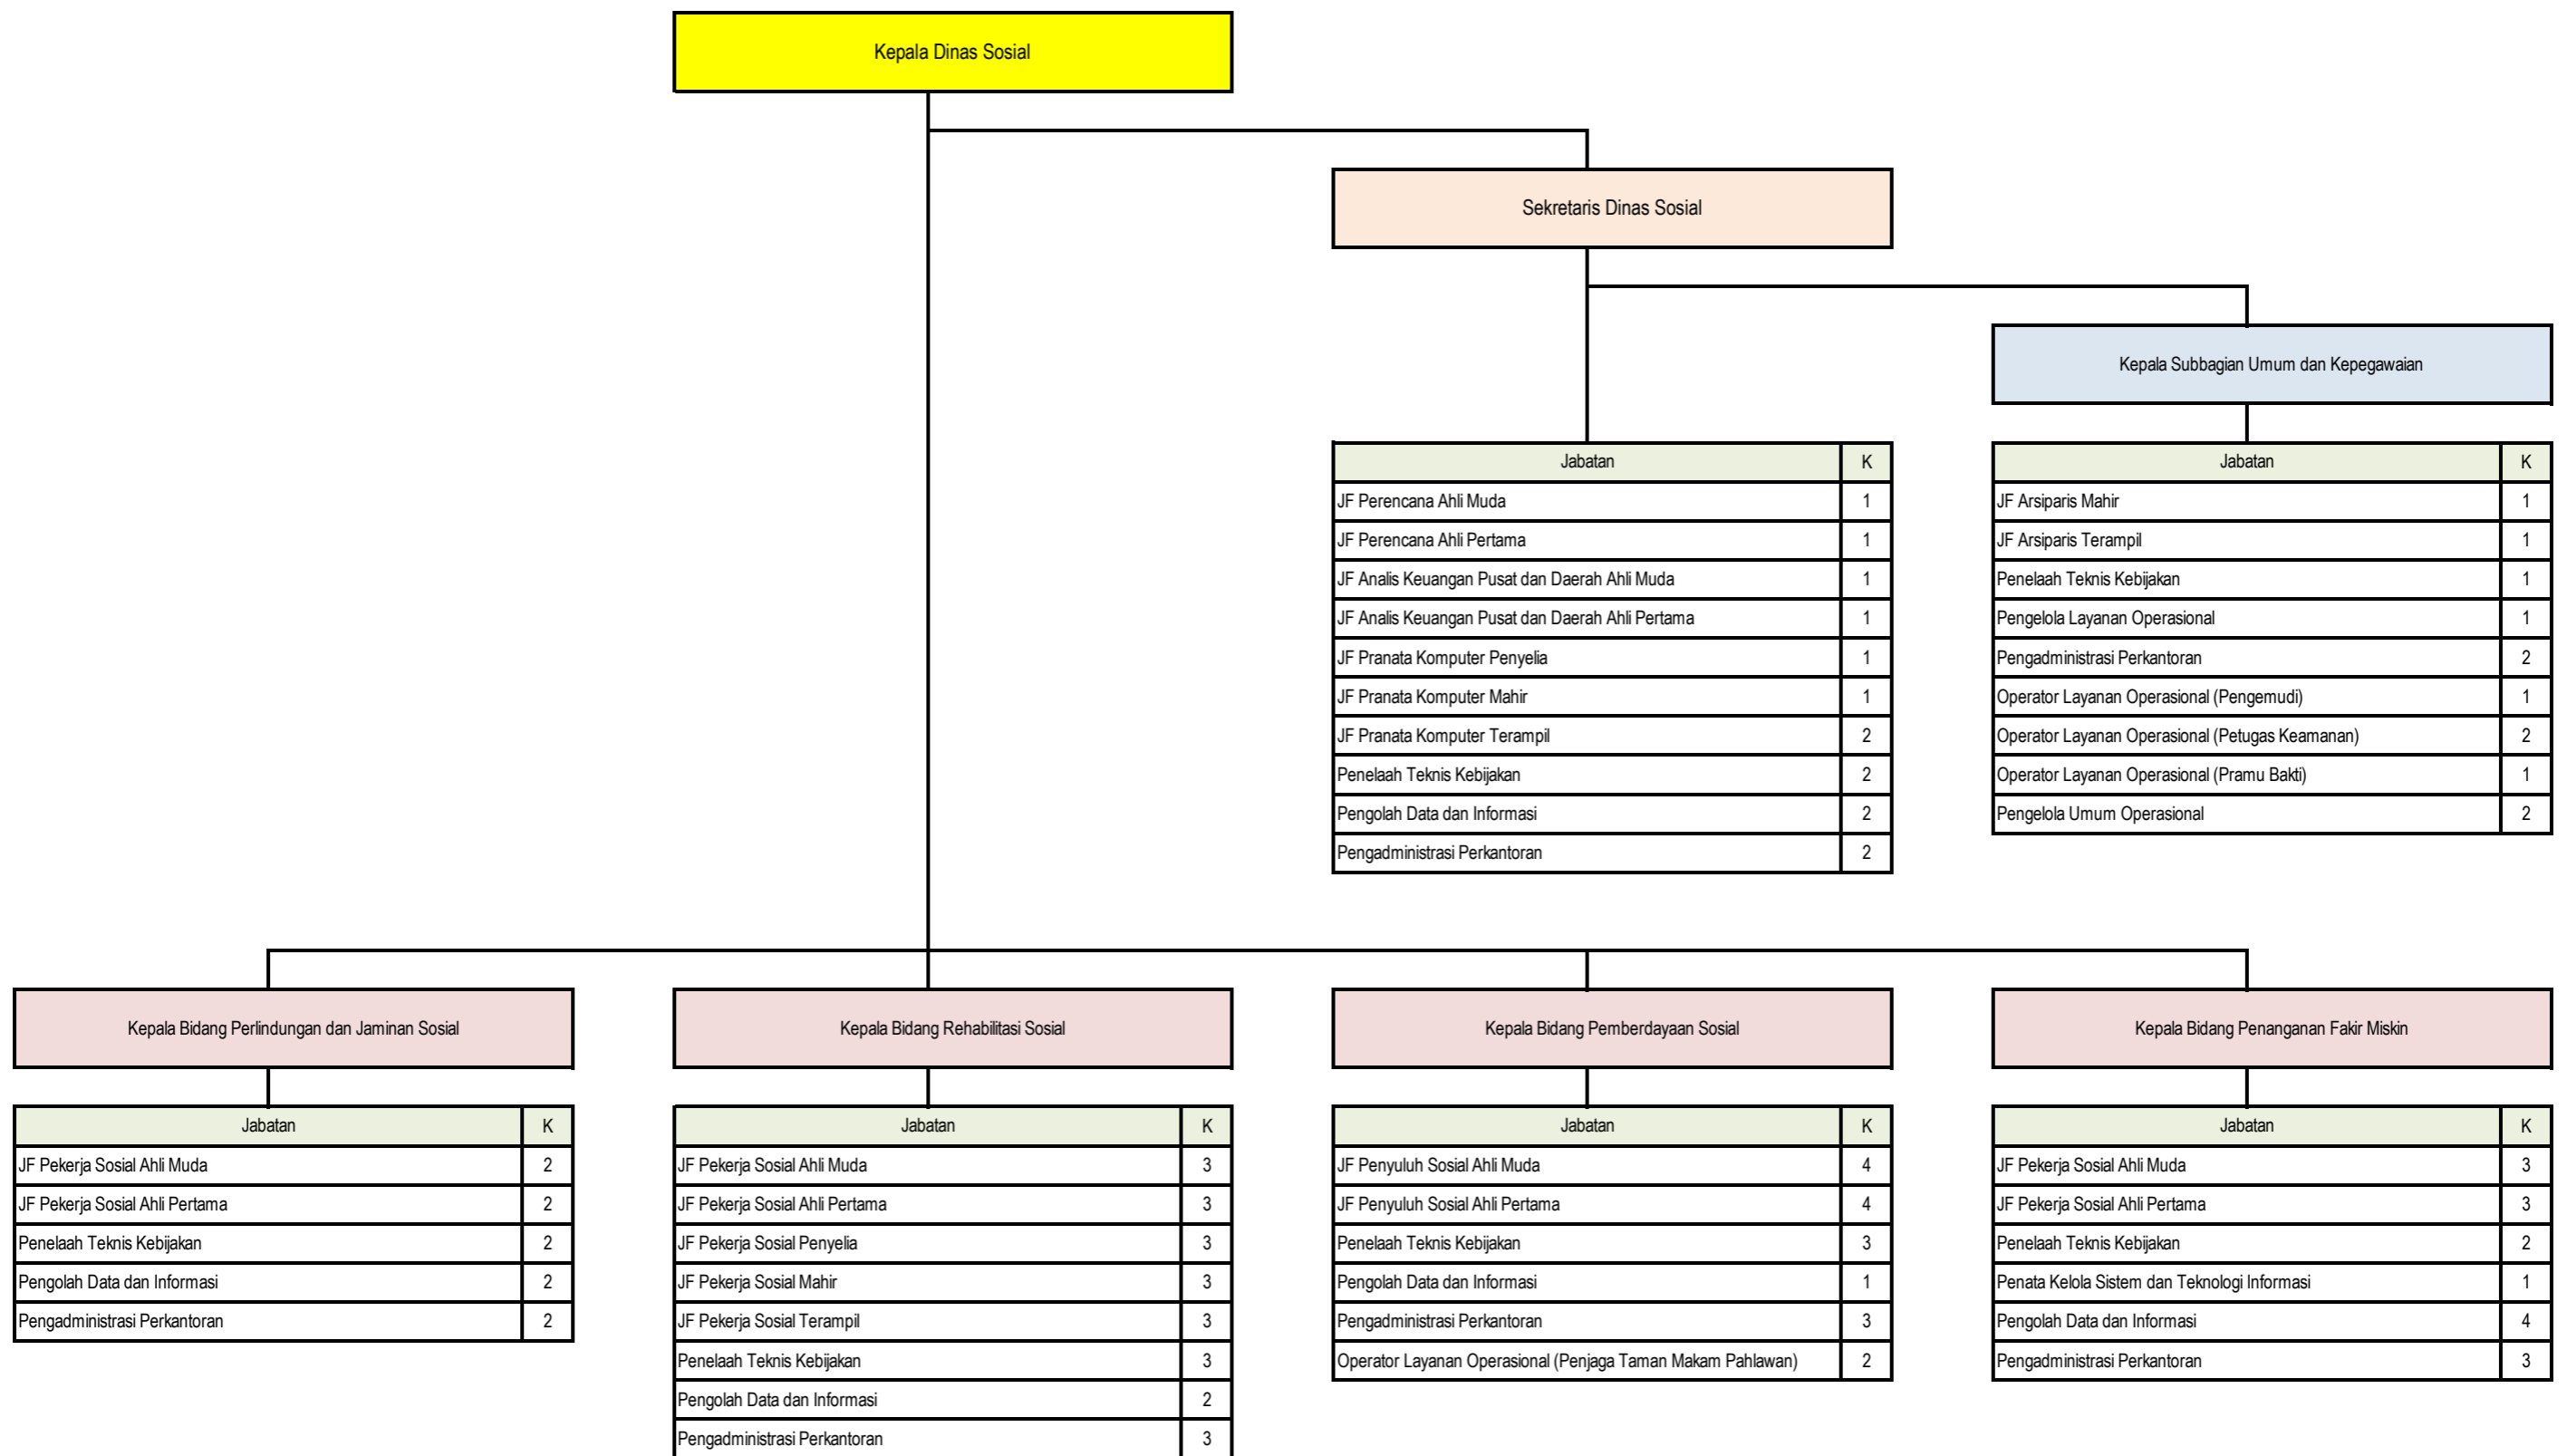 Kepala Dinas Sosial
Sekretaris Dinas Sosial
Kepala Subbagian Umum dan Kepegawaian
Jabatan K
JF Perencana Ahli Muda 1
JF Perencana Ahli Pertama 1
JF Analis Keuangan Pusat dan Daerah Ahli Muda 1
JF Analis Keuangan Pusat dan Daerah Ahli Pertama 1
JF Pranata Komputer Penyelia 1
JF Pranata Komputer Mahir 1
JF Pranata Komputer Terampil 2
Penelaah Teknis Kebijakan 2
Pengolah Data dan Informasi 2
Pengadministrasi Perkantoran 2
Jabatan K
JF Arsiparis Mahir 1
JF Arsiparis Terampil 1
Penelaah Teknis Kebijakan 1
Pengelola Layanan Operasional 1
Pengadministrasi Perkantoran 2
Operator Layanan Operasional (Pengemudi) 1
Operator Layanan Operasional (Petugas Keamanan) 2
Operator Layanan Operasional (Pramu Bakti) 1
Pengelola Umum Operasional 2
Kepala Bidang Perlindungan dan Jaminan Sosial
Jabatan K
JF Pekerja Sosial Ahli Muda 2
JF Pekerja Sosial Ahli Pertama 2
Penelaah Teknis Kebijakan 2
Pengolah Data dan Informasi 2
Pengadministrasi Perkantoran 2
Kepala Bidang Rehabilitasi Sosial
Jabatan K
JF Pekerja Sosial Ahli Muda 3
JF Pekerja Sosial Ahli Pertama 3
JF Pekerja Sosial Penyelia 3
JF Pekerja Sosial Mahir 3
JF Pekerja Sosial Terampil 3
Penelaah Teknis Kebijakan 3
Pengolah Data dan Informasi 2
Pengadministrasi Perkantoran 3
Kepala Bidang Pemberdayaan Sosial
Jabatan K
JF Penyuluh Sosial Ahli Muda 4
JF Penyuluh Sosial Ahli Pertama 4
Penelaah Teknis Kebijakan 3
Pengolah Data dan Informasi 1
Pengadministrasi Perkantoran 3
Operator Layanan Operasional (Penjaga Taman Makam Pahlawan) 2
Kepala Bidang Penanganan Fakir Miskin
Jabatan K
JF Pekerja Sosial Ahli Muda 3
JF Pekerja Sosial Ahli Pertama 3
Penelaah Teknis Kebijakan 2
Penata Kelola Sistem dan Teknologi Informasi 1
Pengolah Data dan Informasi 4
Pengadministrasi Perkantoran 3